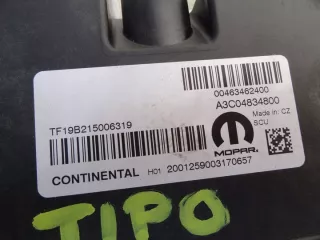 00463462400
A3C04834800
TF19B215006319
Made in: CZ
SCU
MOPAR.
CONTINENTAL H01 2001259003170657
TIPO